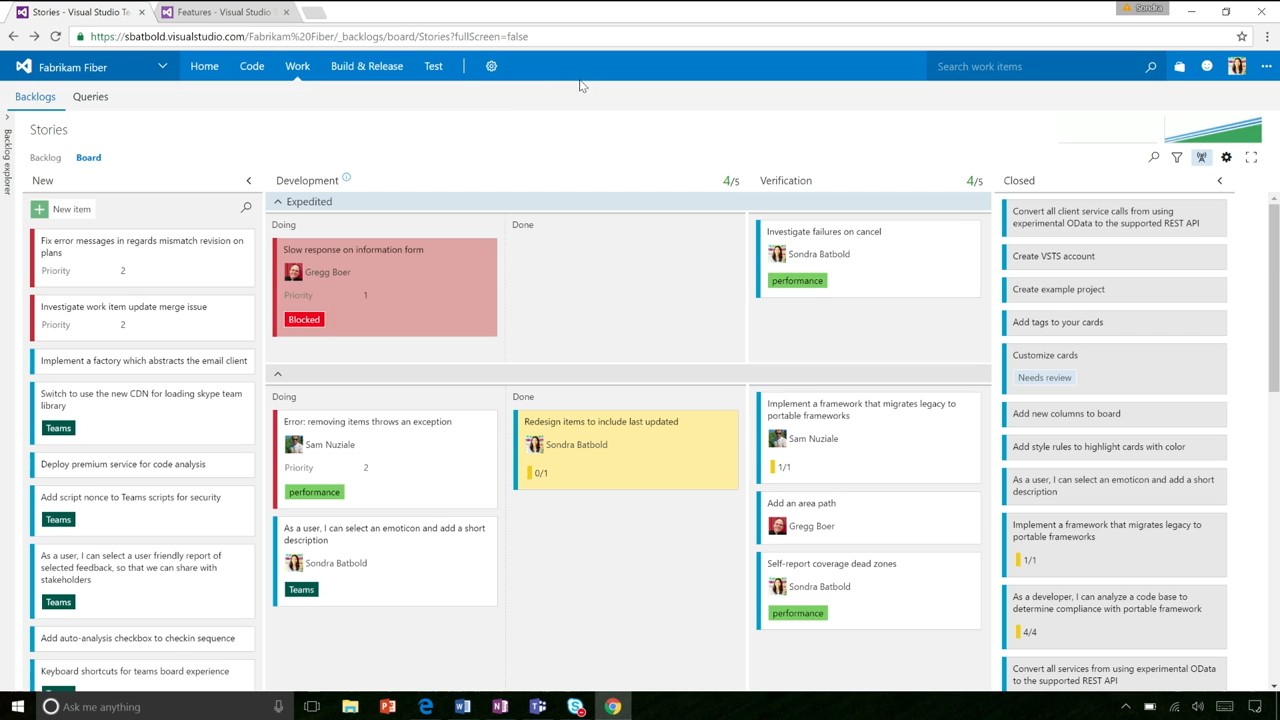 Stories - Visual Studio Te
Features - Visual Studio T
Sondra
https://sbatbold.visualstudio.com/Fabrikam%20Fiber/_backlogs/board/Stories?fullScreen=false
Fabrikam Fiber
Home
Code
Work
Build & Release
Test
Search work items
Backlogs
Queries
Backlog explorer
Stories
Backlog
Board
New
New item
Fix error messages in regards mismatch revision on
plans
Priority 2
Investigate work item update merge issue
Priority 2
Implement a factory which abstracts the email client
Switch to use the new CDN for loading skype team
library
Teams
Deploy premium service for code analysis
Add script nonce to Teams scripts for security
Teams
As a user, I can select a user friendly report of
selected feedback, so that we can share with
stakeholders
Teams
Add auto-analysis checkbox to checkin sequence
Keyboard shortcuts for teams board experience
Development
4/5
Expedited
Doing
Slow response on information form
Gregg Boer
Priority 1
Blocked
Done
Doing
Error: removing items throws an exception
Sam Nuziale
Priority 2
performance
As a user, I can select an emoticon and add a short
description
Sondra Batbold
Teams
Done
Redesign items to include last updated
Sondra Batbold
0/1
Verification
4/5
Investigate failures on cancel
Sondra Batbold
performance
Implement a framework that migrates legacy to
portable frameworks
Sam Nuziale
1/1
Add an area path
Gregg Boer
Self-report coverage dead zones
Sondra Batbold
performance
Closed
Convert all client service calls from using
experimental OData to the supported REST API
Create VSTS account
Create example project
Add tags to your cards
Customize cards
Needs review
Add new columns to board
Add style rules to highlight cards with color
As a user, I can select an emoticon and add a short
description
Implement a framework that migrates legacy to
portable frameworks
1/1
As a developer, I can analyze a code base to
determine compliance with portable framework
4/4
Convert all services from using experimental OData
to the supported REST API
Ask me anything